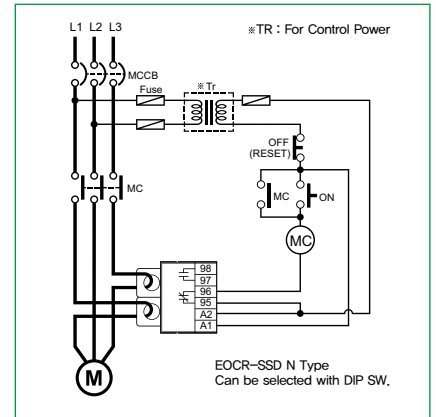 L1 L2 L3
※TR : For Control Power
MCCB
Fuse
※Tr
OFF
(RESET)
MC
MC
ON
MC
98
97
96
95
A2
A1
M
EOCR-SSD N Type
Can be selected with DIP SW.